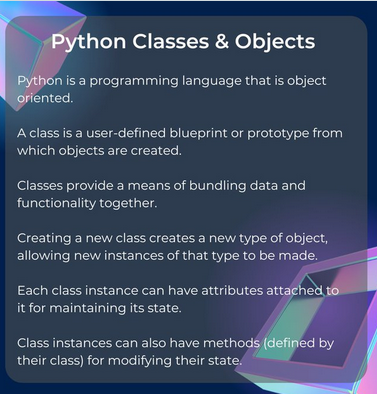 Python Classes & Objects
Python is a programming language that is object
oriented.
A class is a user-defined blueprint or prototype from
which objects are created.
Classes provide a means of bundling data and
functionality together.
Creating a new class creates a new type of object,
allowing new instances of that type to be made.
Each class instance can have attributes attached to
it for maintaining its state.
Class instances can also have methods (defined by
their class) for modifying their state.